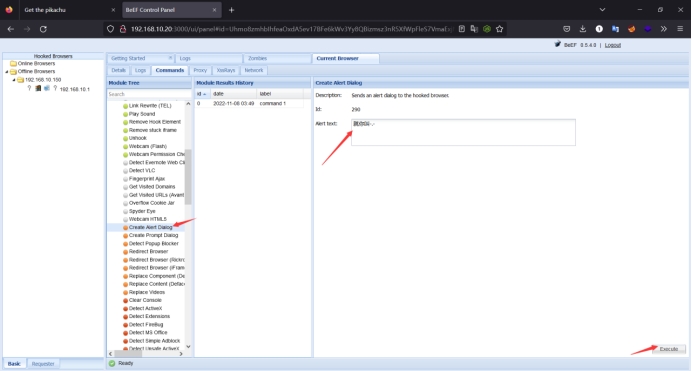 Get the pikachu
BeEF Control Panel
192.168.10.20:3000/ui/panel#id=
BeEF 0.5.4.0 | Logout
Hooked Browsers
Online Browsers
Offline Browsers
192.168.10.150
192.168.10.1
Basic
Requester
Getting Started
Logs
Zombies
Current Browser
Details
Logs
Commands
Proxy
XssRays
Network
Module Tree
Search
Link Rewrite (TEL)
Play Sound
Remove Hook Element
Remove stuck iframe
Unhook
Webcam (Flash)
Webcam Permission Che
Detect Evernote Web Cli
Detect VLC
Fingerprint Ajax
Get Visited Domains
Get Visited URLs (Avant
Overflow Cookie Jar
Spyder Eye
Webcam HTML5
Create Alert Dialog
Create Prompt Dialog
Detect Popup Blocker
Redirect Browser
Redirect Browser (Rickro
Redirect Browser (iFram
Replace Component (De
Replace Content (Deface
Replace Videos
Clear Console
Detect ActiveX
Detect Extensions
Detect FireBug
Detect MS Office
Detect Simple Adblock
Detect Unsafe ActiveX
Module Results History
id
date
label
0
2022-11-06 03:49
command 1
Create Alert Dialog
Description:
Sends an alert dialog to the hooked browser.
Id:
290
Alert text:
Execute
Ready